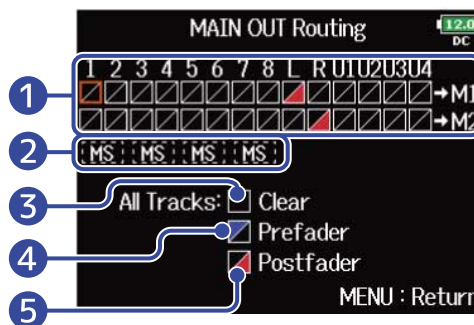 MAIN OUT Routing
12.0
DC
1 2 3 4 5 6 7 8 L R U1U2U3U4
1
→M1
→M2
2
MS MS MS MS
3
All Tracks: Clear
4
Prefader
5
Postfader
MENU : Return